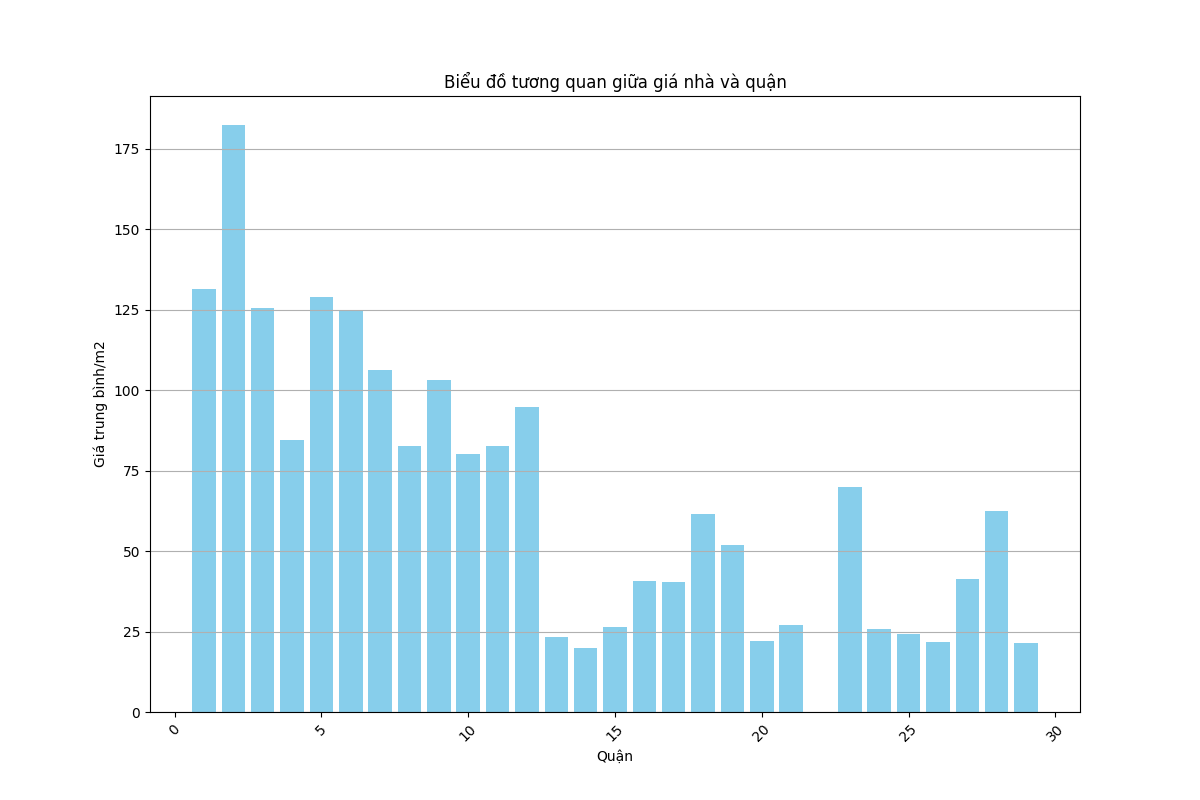 Biểu đồ tương quan giữa giá nhà và quận
Giá trung bình/m2
175
150
125
100
75
50
25
0
0 5 10 15 20 25 30
Quận